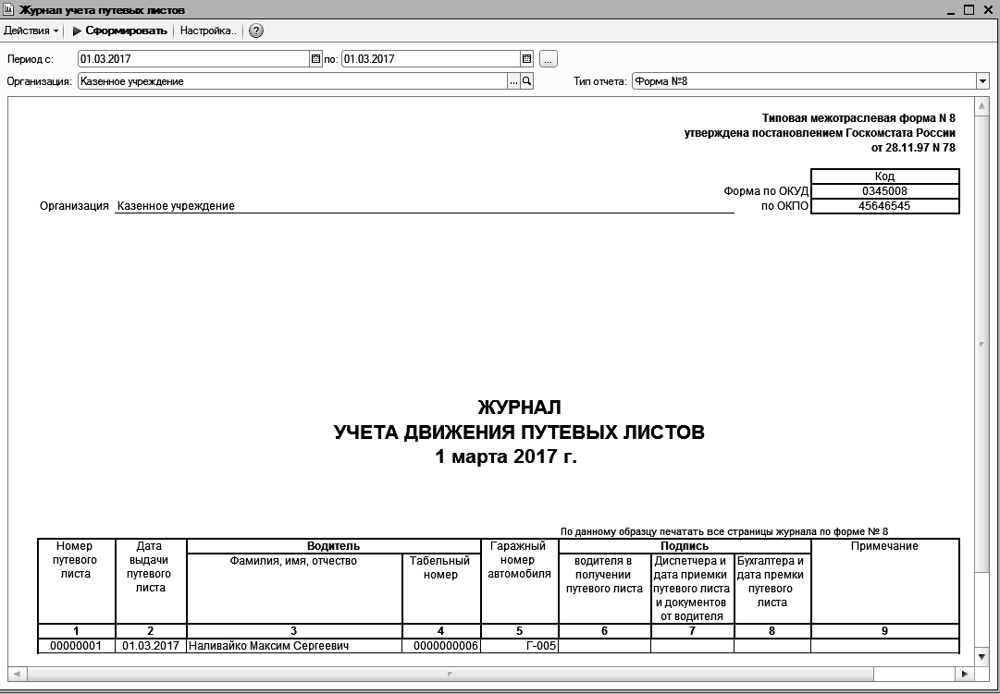 Журнал учета путевых листов
Действия Сформировать Настройка.. ?
Период с: 01.03.2017 по: 01.03.2017 ...
Организация: Казенное учреждение ... Тип отчета: Форма №8
Типовая межотраслевая форма N 8
утверждена постановлением Госкомстата России
от 28.11.97 N 78
Код
Форма по ОКУД 0345008
Организация Казенное учреждение по ОКПО 45646545
ЖУРНАЛ
УЧЕТА ДВИЖЕНИЯ ПУТЕВЫХ ЛИСТОВ
1 марта 2017 г.
По данному образцу печатать все страницы журнала по форме № 8
Номер
путевого
листа
Дата
выдачи
путевого
листа
Водитель
Фамилия, имя, отчество
Табельный
номер
Гаражный
номер
автомобиля
Подпись
водителя в
получении
путевого листа
Диспетчера и
дата приемки
путевого листа
и документов
от водителя
Бухгалтера и
дата премки
путевого
листа
Примечание
1 2 3 4 5 6 7 8 9
00000001 01.03.2017 Наливайко Максим Сергеевич 0000000006 Г-005